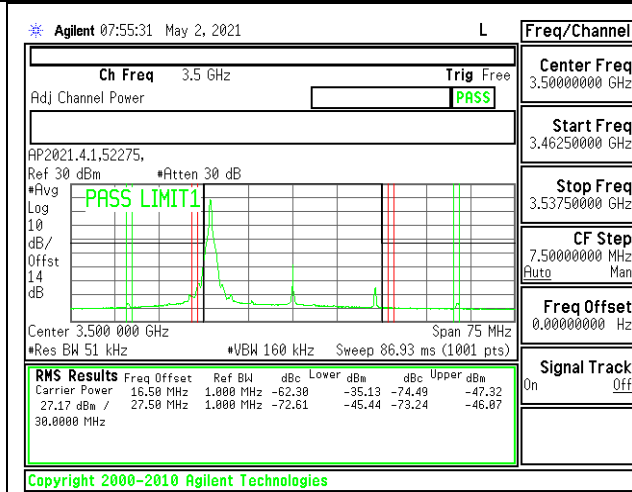 Agilent 07:55:31 May 2, 2021 L
Ch Freq 3.5 GHz Trig Free
Adj Channel Power PASS
AP2021.4.1,52275,
Ref 30 dBm #Atten 30 dB
#Avg
Log
10
dB/
Offst
14
dB
PASS LIMIT1
Center 3.500 000 GHz Span 75 MHz
#Res BW 51 kHz #VBW 160 kHz Sweep 86.93 ms (1001 pts)
RMS Results Freq Offset Ref BW dBc Lower dBm dBc Upper dBm
Carrier Power 16.50 MHz 1.000 MHz -62.30 -35.13 -74.49 -47.32
27.17 dBm / 27.50 MHz 1.000 MHz -72.61 -45.44 -73.24 -46.07
30.0000 MHz
Copyright 2000-2010 Agilent Technologies
Freq/Channel
Center Freq
3.50000000 GHz
Start Freq
3.46250000 GHz
Stop Freq
3.53750000 GHz
CF Step
7.50000000 MHz
Auto Man
Freq Offset
0.00000000 Hz
Signal Track
On Off